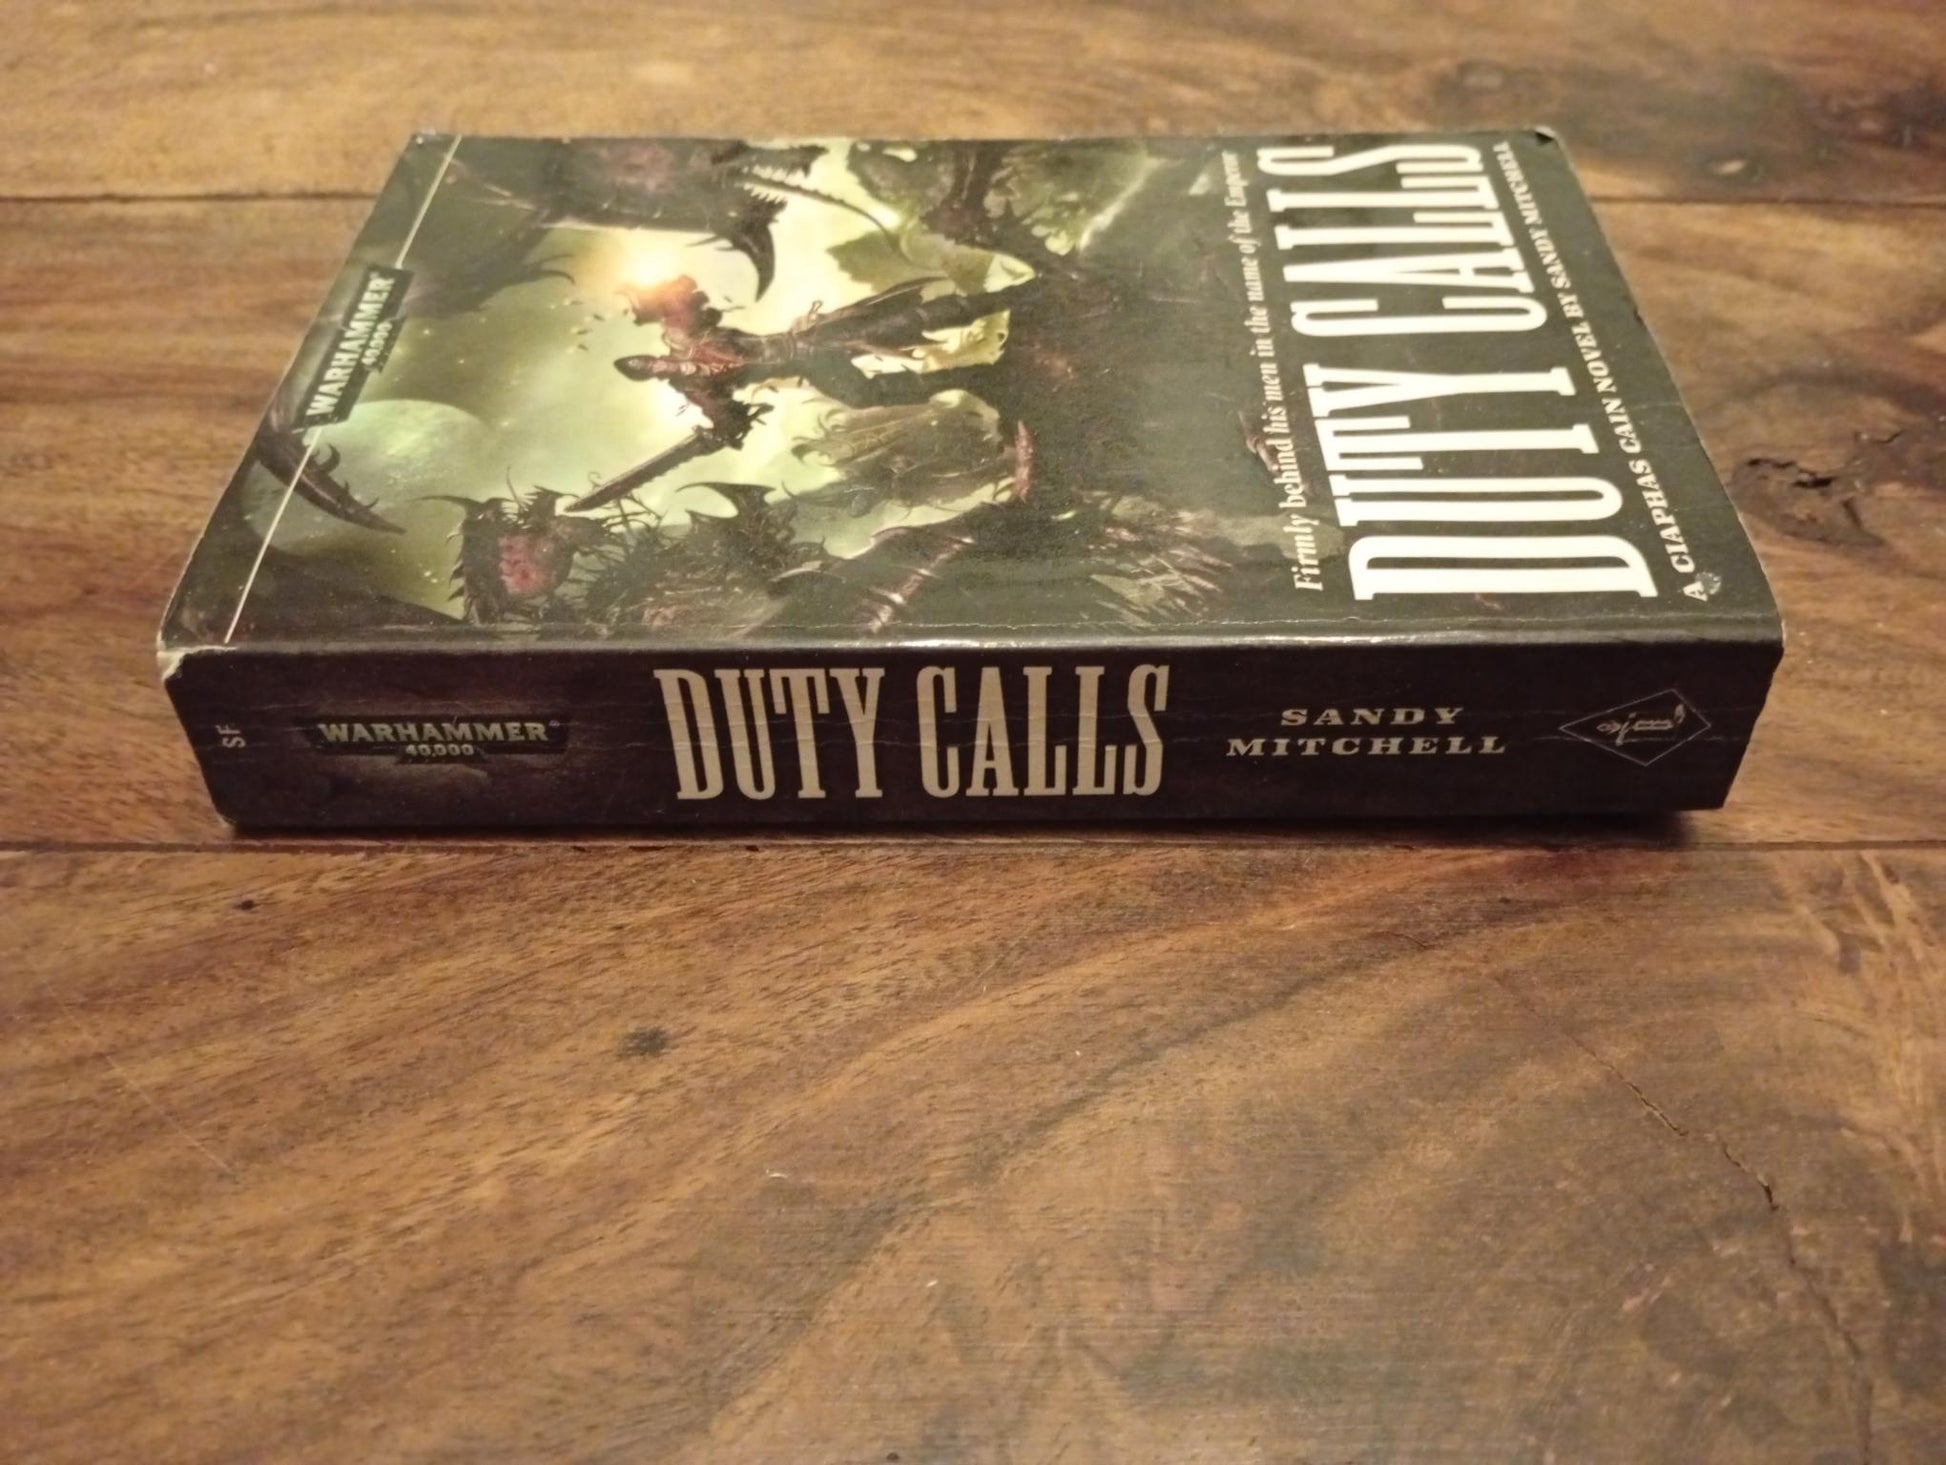 WARHAMMER
40,000
Firmly behind his men in the name of the Emperor
DUTY CALLS
A CIAPHAS CAIN NOVEL BY SANDY MITCHELL
SF
WARHAMMER®
40,000
DUTY CALLS
SANDY
MITCHELL